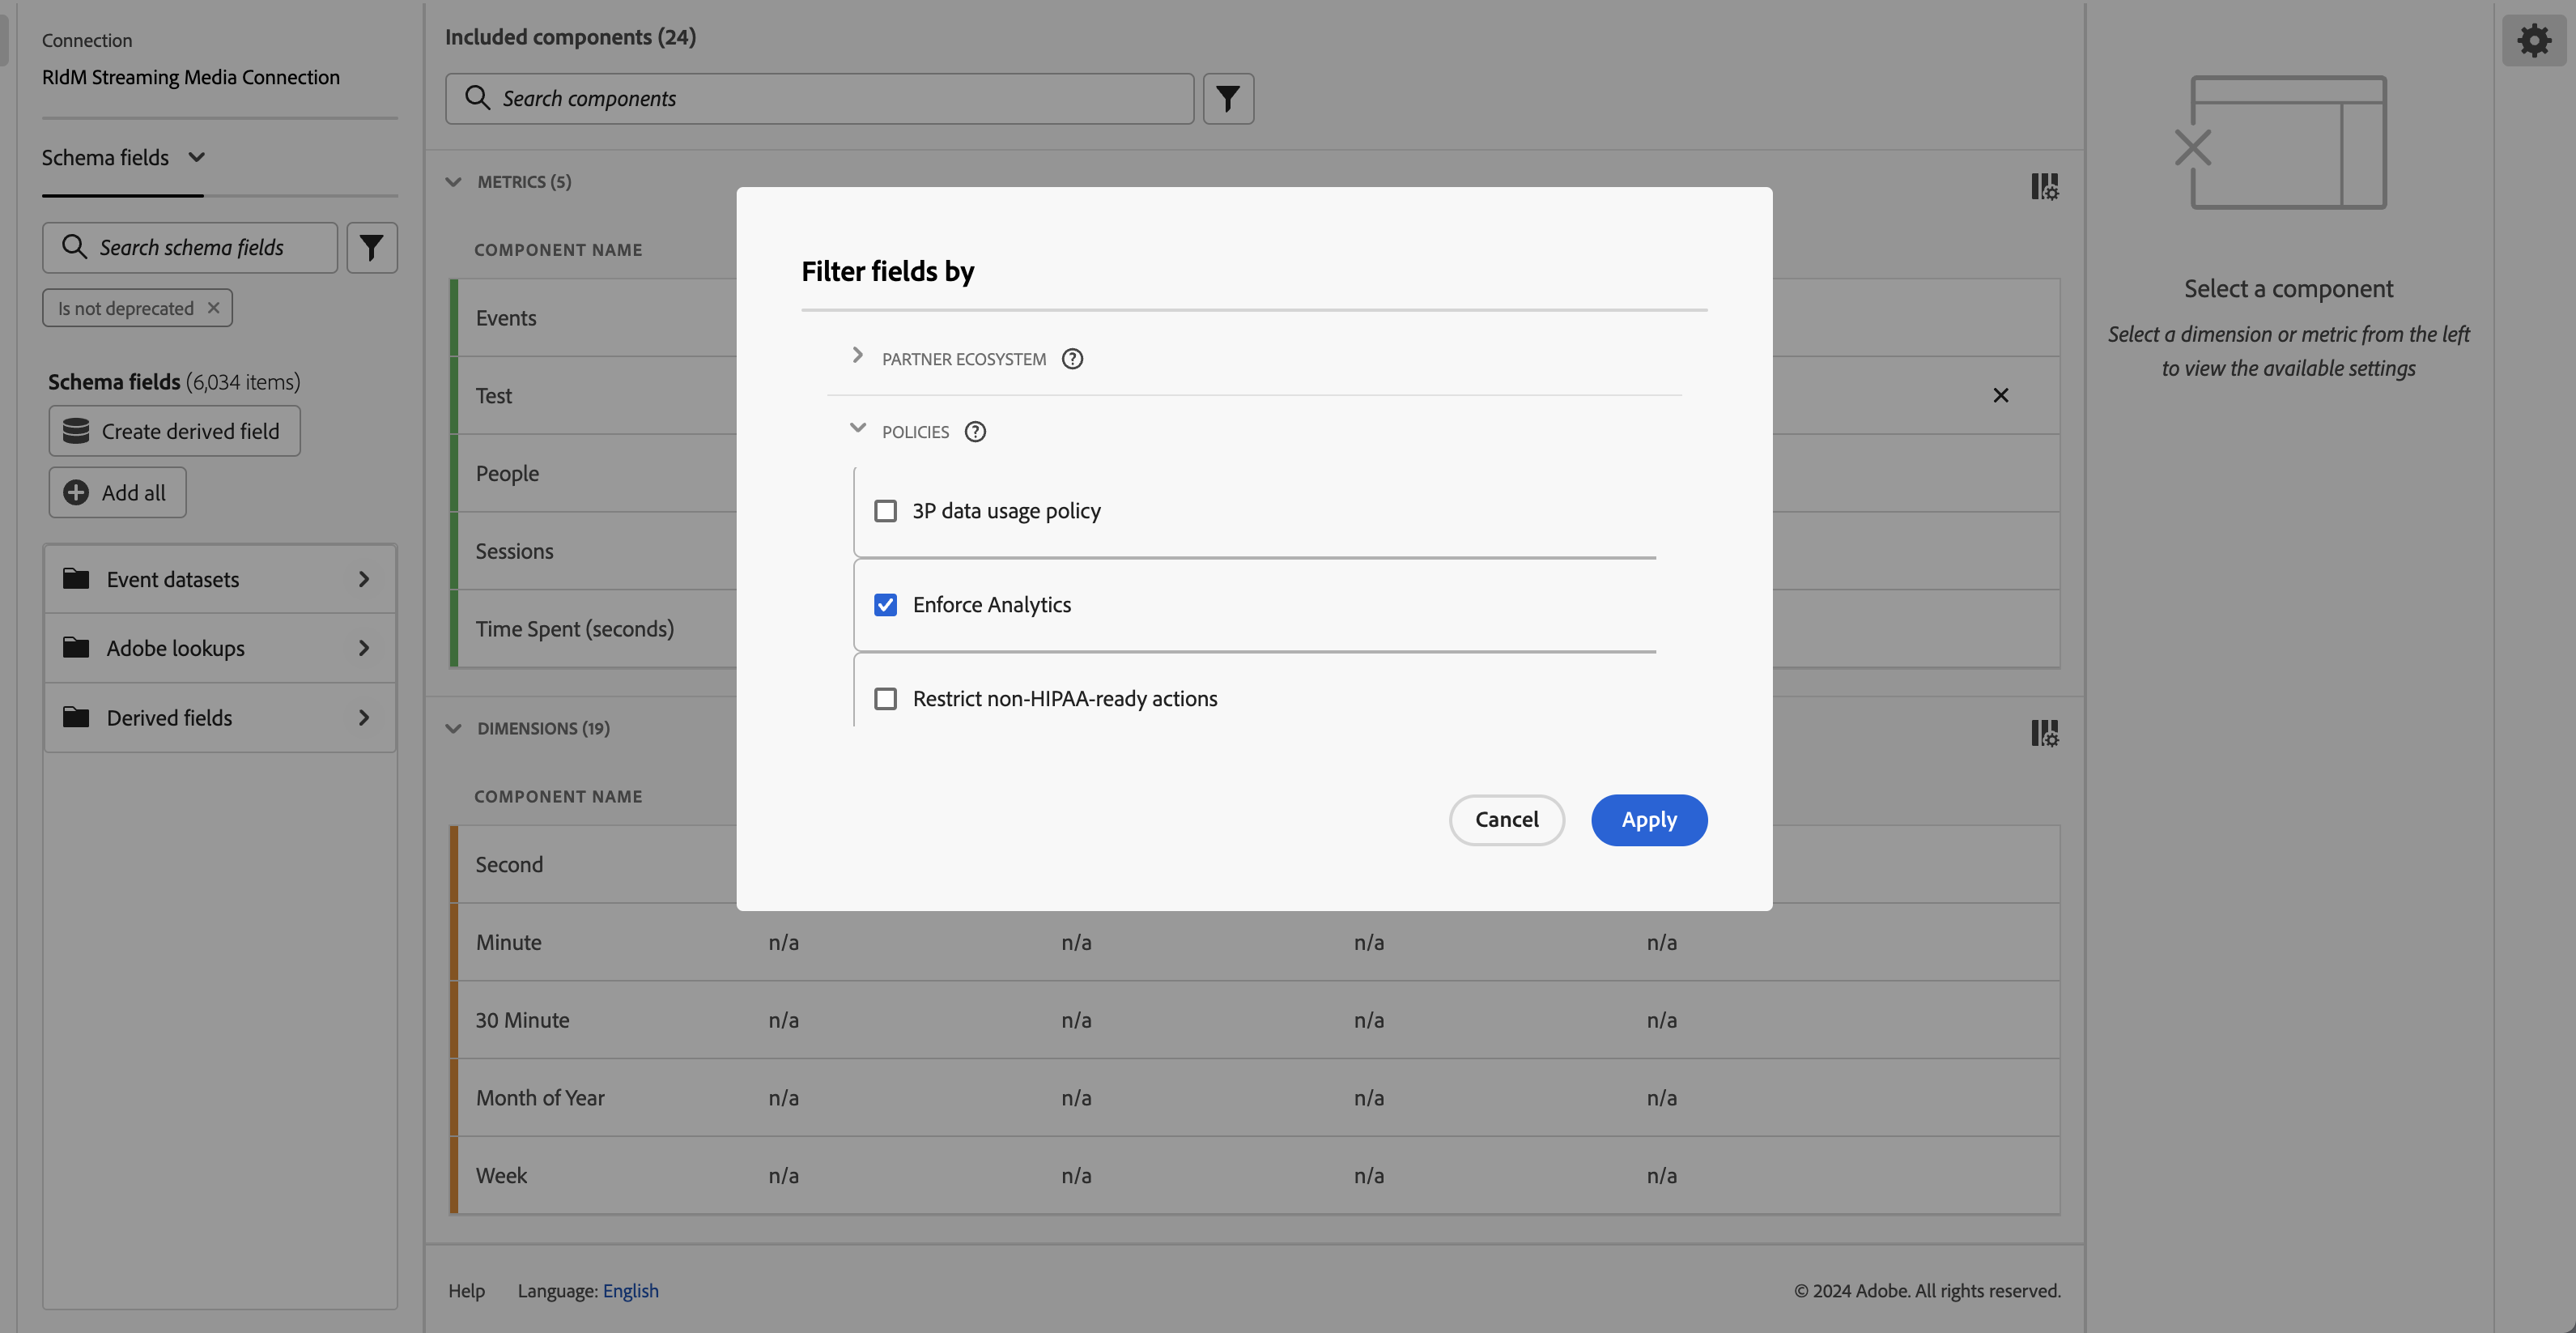 Connection
RIdM Streaming Media Connection
Schema fields
Search schema fields
Is not deprecated
Schema fields (6,034 items)
Create derived field
Add all
Event datasets
Adobe lookups
Derived fields
Included components (24)
Search components
METRICS (5)
COMPONENT NAME
Events
Test
People
Sessions
Time Spent (seconds)
DIMENSIONS (19)
COMPONENT NAME
Second
Minute n/a n/a n/a n/a
30 Minute n/a n/a n/a n/a
Month of Year n/a n/a n/a n/a
Week n/a n/a n/a n/a
Filter fields by
PARTNER ECOSYSTEM ?
POLICIES ?
3P data usage policy
Enforce Analytics
Restrict non-HIPAA-ready actions
Cancel Apply
Select a component
Select a dimension or metric from the left
to view the available settings
Help Language: English
© 2024 Adobe. All rights reserved.